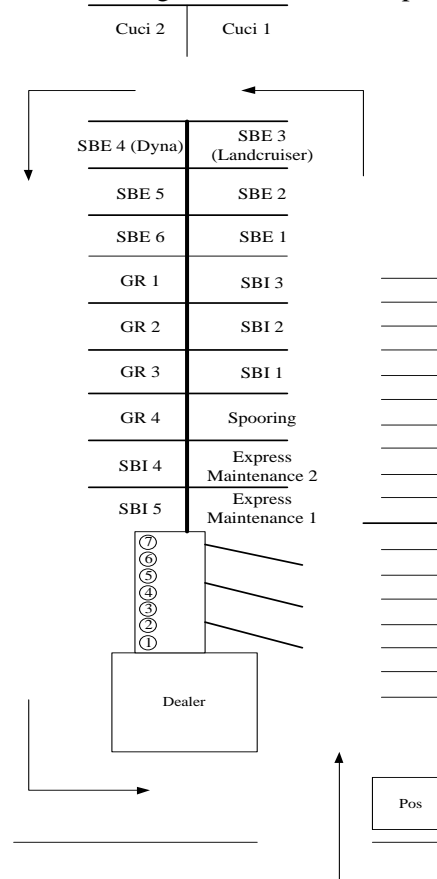 Cuci 2 Cuci 1
SBE 4 (Dyna) SBE 3
(Landcruiser)
SBE 5 SBE 2
SBE 6 SBE 1
GR 1 SBI 3
GR 2 SBI 2
GR 3 SBI 1
GR 4 Spooring
SBI 4 Express
Maintenance 2
SBI 5 Express
Maintenance 1
7
6
5
4
3
2
1
Dealer
Pos